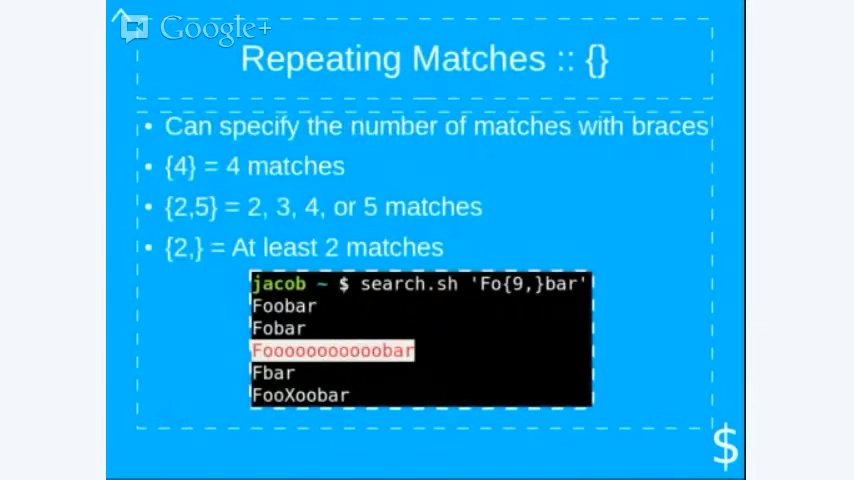 Google+
Repeating Matches :: {}
• Can specify the number of matches with braces
• {4} = 4 matches
• {2,5} = 2, 3, 4, or 5 matches
• {2,} = At least 2 matches
jacob ~ $ search.sh 'Fo{9,}bar'
Foobar
Fobar
Fooooooooooobar
Fbar
FooXoobar
$